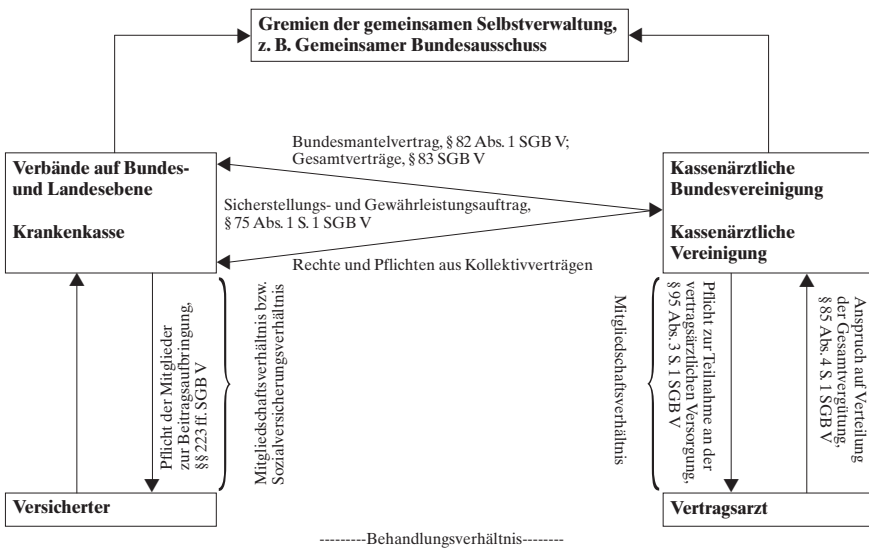 Gremien der gemeinsamen Selbstverwaltung,
z. B. Gemeinsamer Bundesausschuss
Bundesmantelvertrag, § 82 Abs. 1 SGB V;
Gesamtverträge, § 83 SGB V
Verbände auf Bundes-
und Landesebene
Krankenkasse
Kassenärztliche
Bundesvereinigung
Kassenärztliche
Vereinigung
Sicherstellungs- und Gewährleistungsauftrag,
§ 75 Abs. 1 S. 1 SGB V
Rechte und Pflichten aus Kollektivverträgen
Pflicht der Mitglieder
zur Beitragsaufbringung,
§§ 223 ff. SGB V
Mitgliedschaftsverhältnis bzw.
Sozialversicherungsverhältnis
Mitgliedschaftsverhältnis
Pflicht zur Teilnahme an der
vertragsärztlichen Versorgung,
§ 95 Abs. 3 S. 1 SGB V
Anspruch auf Verteilung
der Gesamtvergütung,
§ 85 Abs. 4 S. 1 SGB V
Versicherter
Vertragsarzt
---------Behandlungsverhältnis--------